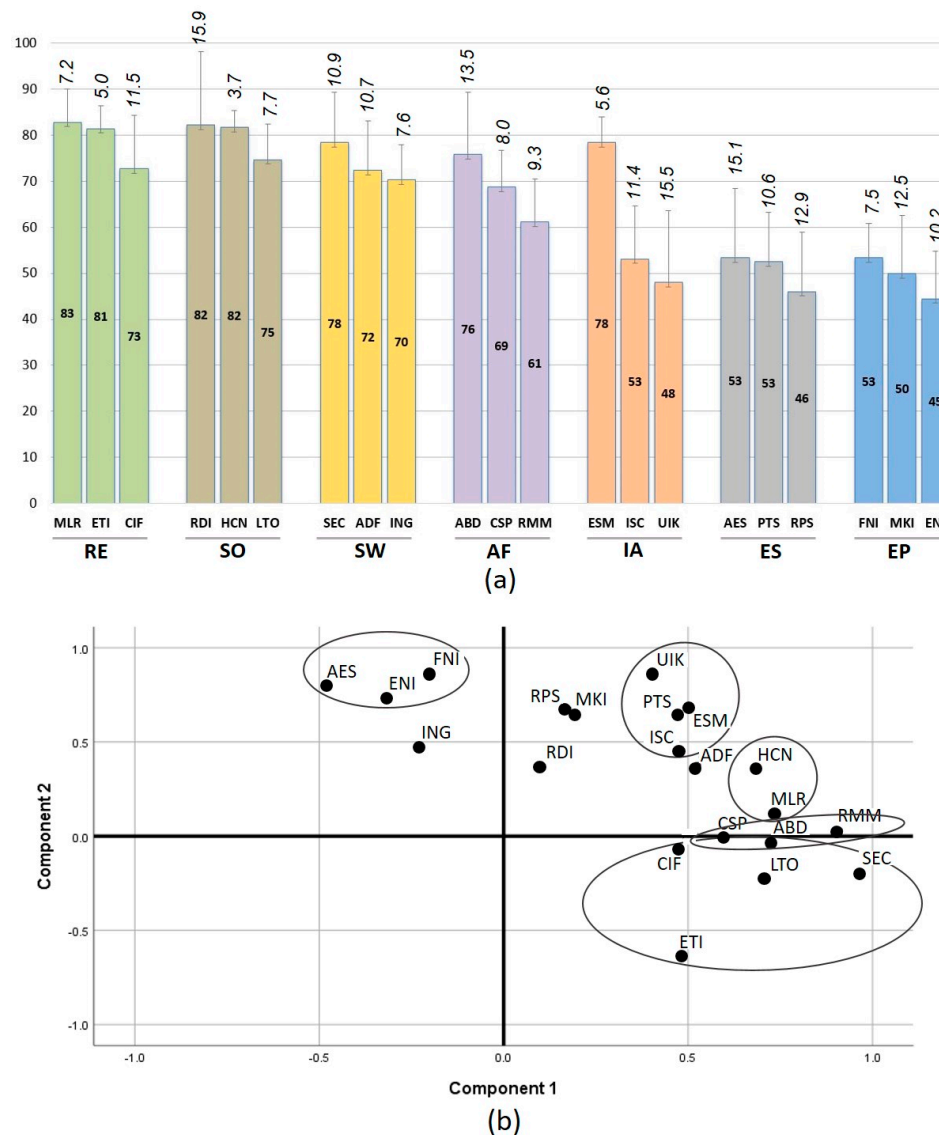 7.2 5.0 11.5 15.9 3.7 7.7 10.9 10.7 7.6 13.5 8.0 9.3 5.6 11.4 15.5 15.1 10.6 12.9 7.5 12.5 10.2
100
90
80
70
60
50
40
30
20
10
0
83 81 73 82 82 75 78 72 70 76 69 61 78 53 48 53 53 46 53 50 45
MLR ETI CIF RDI HCN LTO SEC ADF ING ABD CSP RMM ESM ISC UIK AES PTS RPS FNI MKI EN
RE SO SW AF IA ES EP
(a)
Component 2
1.0
0.5
0.0
-0.5
-1.0
AES
ENI
FNI
ING
RPS
MKI
RDI
UIK
PTS
ESM
ISC
ADF
HCN
MLR
CSP
ABD
RMM
CIF
LTO
SEC
ETI
-1.0 -0.5 0.0 0.5 1.0
Component 1
(b)